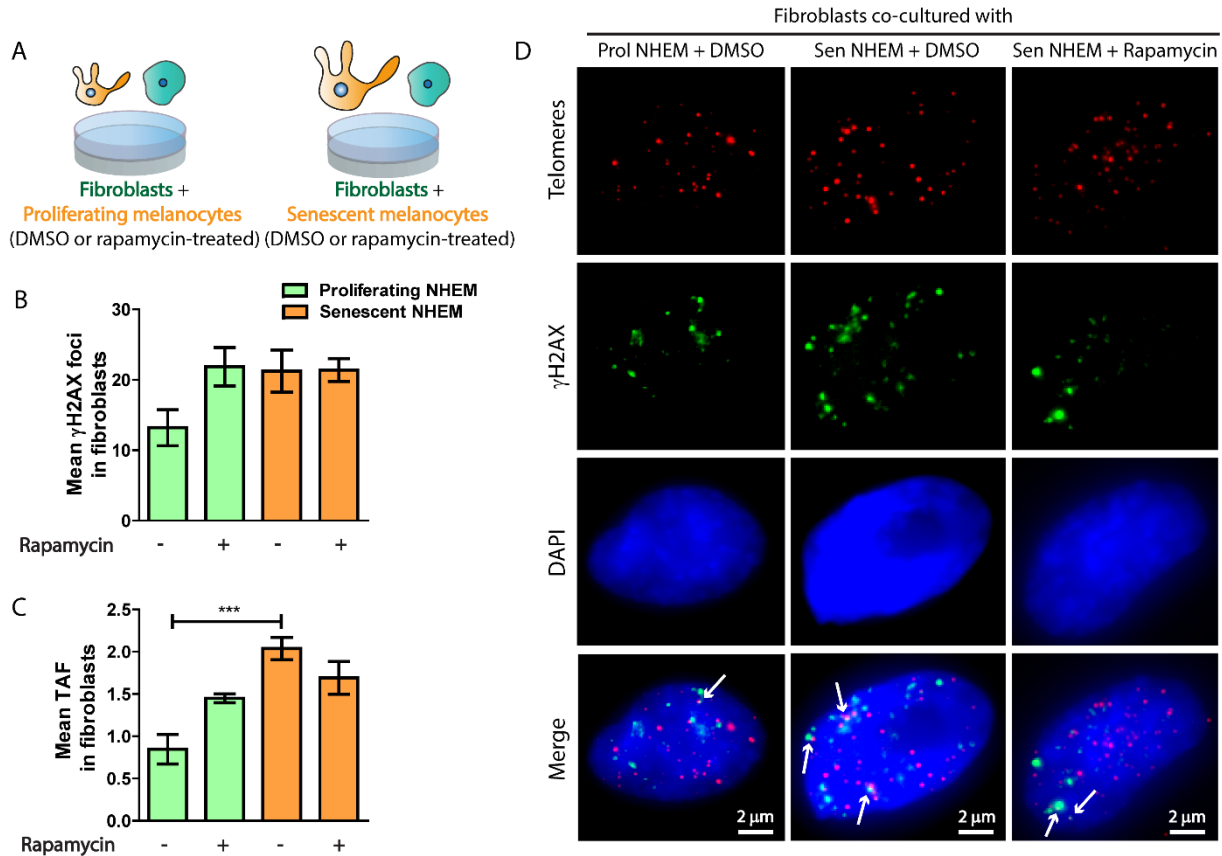 A
Fibroblasts +
Proliferating melanocytes
(DMSO or rapamycin-treated)
Fibroblasts +
Senescent melanocytes
(DMSO or rapamycin-treated)
B
Proliferating NHEM
Senescent NHEM
Mean γH2AX foci
in fibroblasts
30
20
10
0
Rapamycin - + - +
C
Mean TAF
in fibroblasts
2.5
2.0
1.5
1.0
0.5
0.0
***
Rapamycin - + - +
D
Fibroblasts co-cultured with
Prol NHEM + DMSO Sen NHEM + DMSO Sen NHEM + Rapamycin
Telomeres
γH2AX
DAPI
Merge
2 μm 2 μm 2 μm